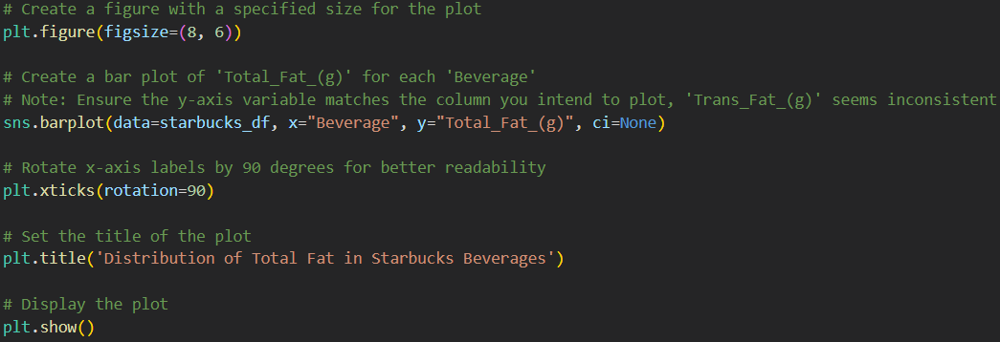 # Create a figure with a specified size for the plot
plt.figure(figsize=(8, 6))
# Create a bar plot of 'Total_Fat_(g)' for each 'Beverage'
# Note: Ensure the y-axis variable matches the column you intend to plot, 'Trans_Fat_(g)' seems inconsistent
sns.barplot(data=starbucks_df, x="Beverage", y="Total_Fat_(g)", ci=None)
# Rotate x-axis labels by 90 degrees for better readability
plt.xticks(rotation=90)
# Set the title of the plot
plt.title('Distribution of Total Fat in Starbucks Beverages')
# Display the plot
plt.show()